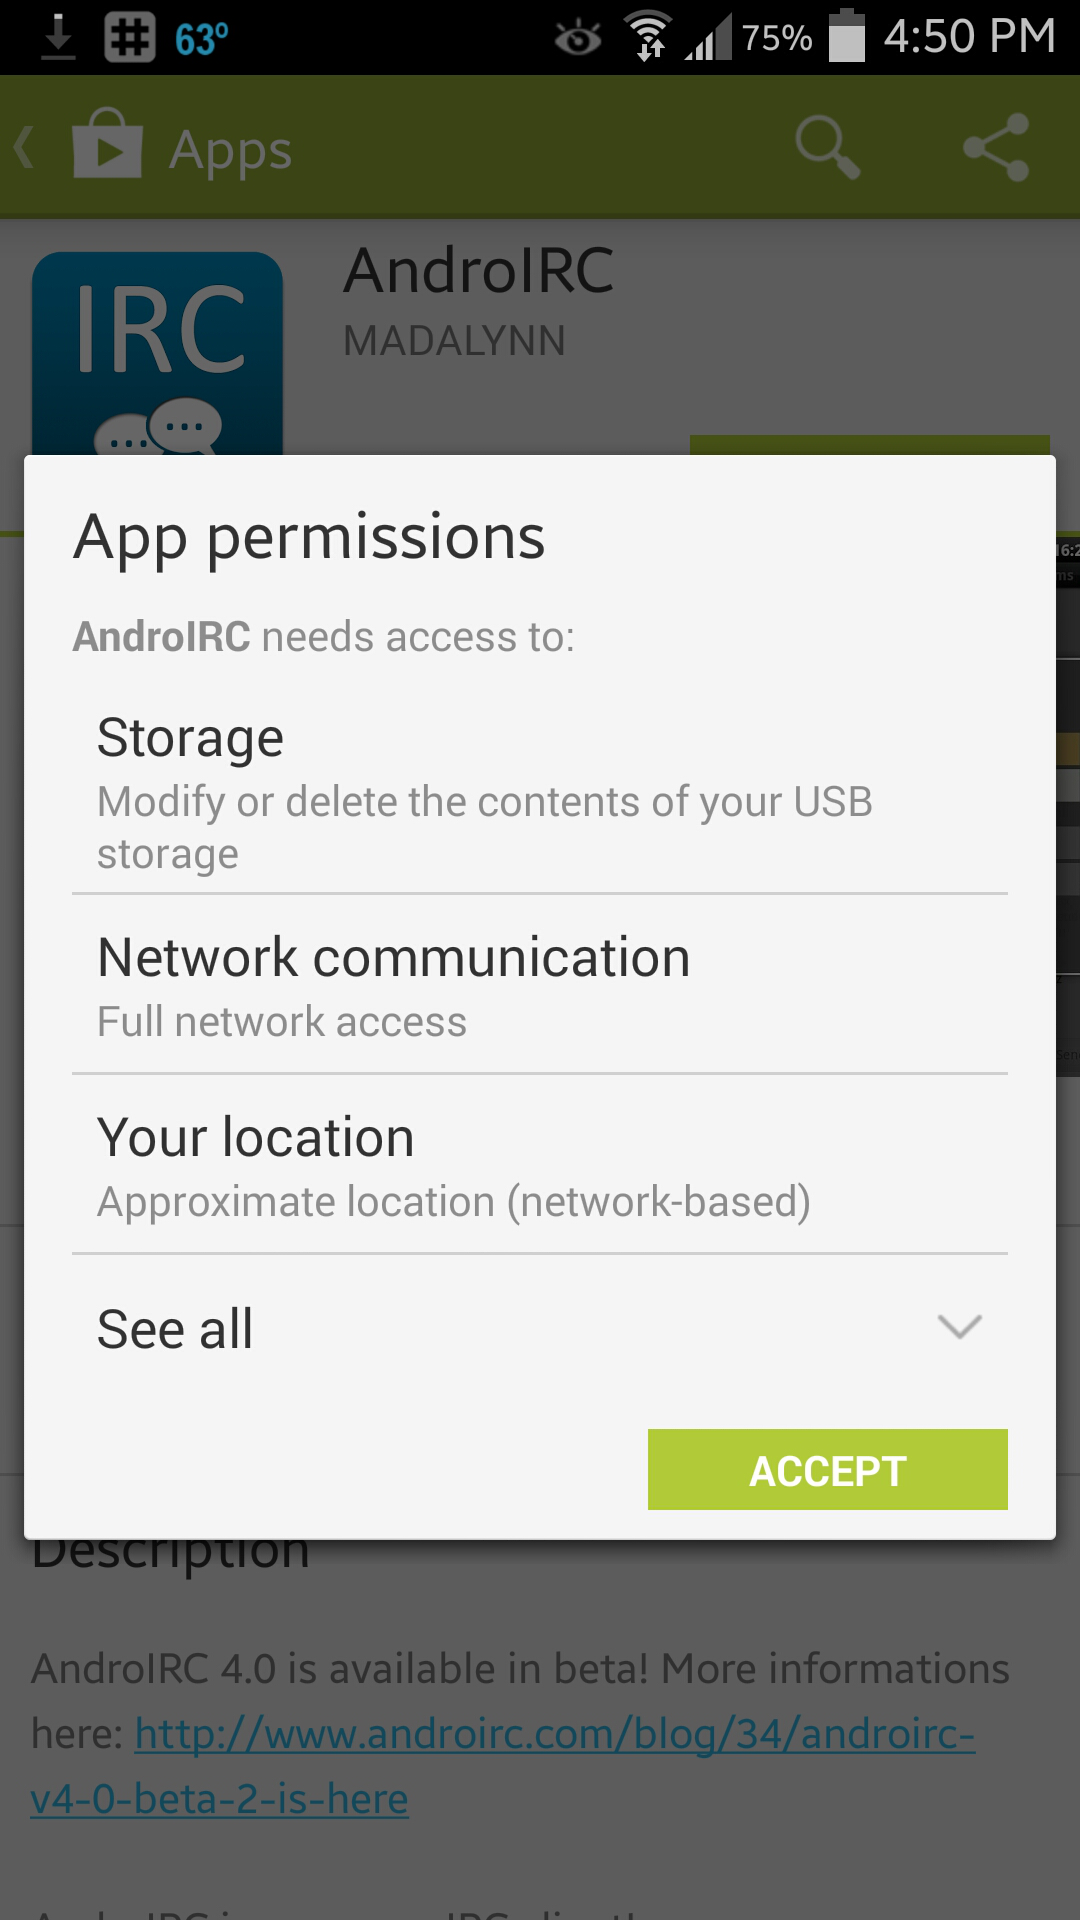 63°
75%
4:50 PM
Apps
IRC
AndroIRC
MADALYNN
App permissions
AndroIRC needs access to:
Storage
Modify or delete the contents of your USB
storage
Network communication
Full network access
Your location
Approximate location (network-based)
See all
ACCEPT
Description
AndroIRC 4.0 is available in beta! More informations
here: http://www.androirc.com/blog/34/androirc-
v4-0-beta-2-is-here